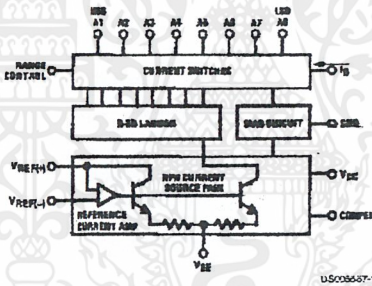 MSB LSB
A1 A2 A3 A4 A5 A6 A7 A8
RANGE
CONTROL
CURRENT SWITCHES
I0
R-2R LADDER
BIAS CIRCUIT
GND
VREF(+)
VREF(–)
NPN CURRENT
SOURCE PAIR
REFERENCE
CURRENT AMP
VCC
COMPEN
VEE